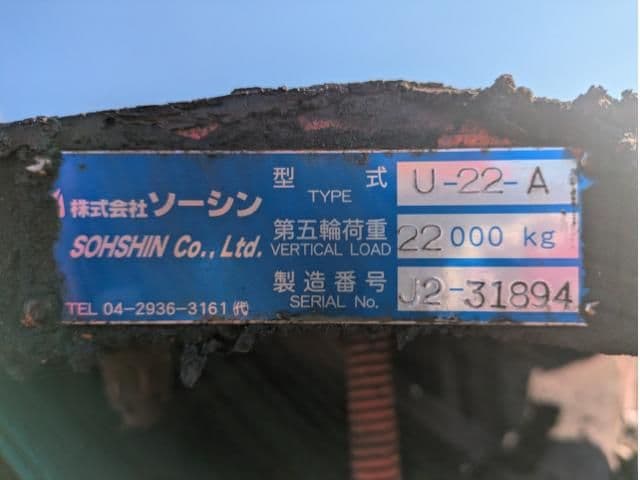 株式会社ソーシン
SOHSHIN Co., Ltd.
TEL 04-2936-3161㈹
型 式 U-22-A
TYPE
第五輪荷重 22000 kg
VERTICAL LOAD
製造番号 J2-31894
SERIAL No.